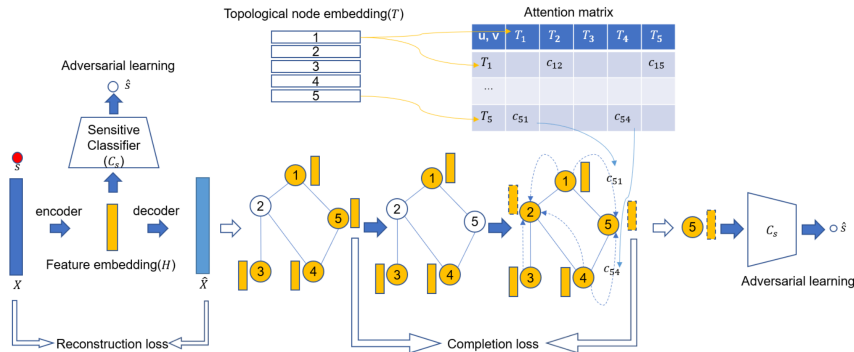 Topological node embedding(T)
1
2
3
4
5
Attention matrix
u, v T₁ T₂ T₃ T₄ T₅
T₁ c₁₂ c₁₅
...
T₅ c₅₁ c₅₄
Adversarial learning
ŝ
Sensitive
Classifier
(Cₛ)
s
encoder
decoder
Feature embedding(H)
X
X̂
Reconstruction loss
1
2
5
3
4
1
2
5
3
4
1
2
5
3
4
c₅₁
c₅₄
Completion loss
5
Cₛ
ŝ
Adversarial learning